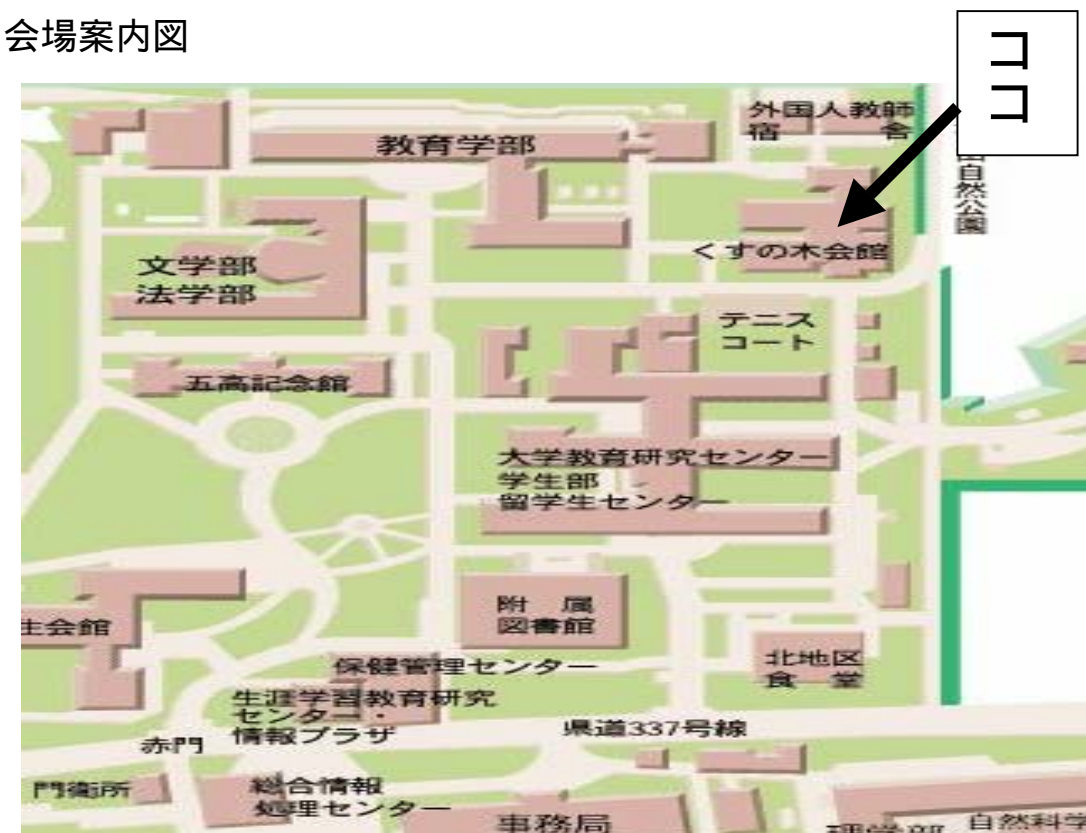 会場案内図
コ
コ
外国人教師
宿 舎
教育学部
田自然公園
くすの木会館
文学部
法学部
テニス
コート
五高記念館
大学教育研究センター
学生部
留学生センター
附 属
図書館
生会館
保健管理センター
北地区
食 堂
生涯学習教育研究
センター・
情報プラザ
県道337号線
赤門
門衛所
総合情報
処理センター
事務局
理学部
自然科学